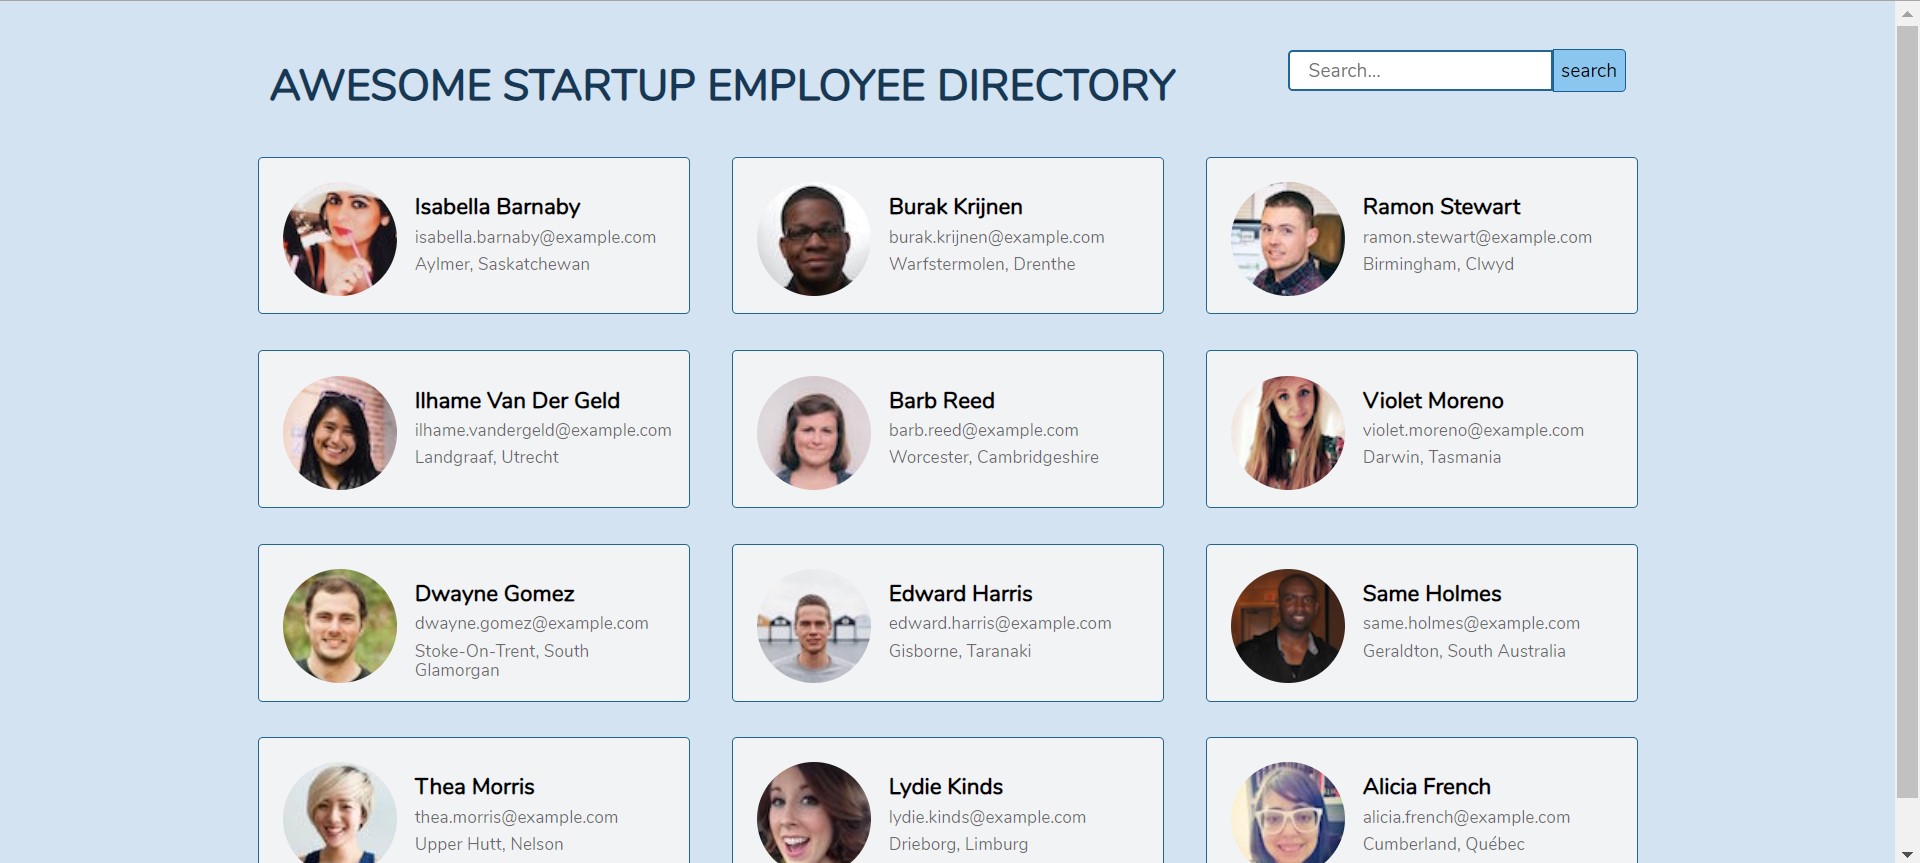 AWESOME STARTUP EMPLOYEE DIRECTORY
Search...
search
Isabella Barnaby
isabella.barnaby@example.com
Aylmer, Saskatchewan
Burak Krijnen
burak.krijnen@example.com
Warfstermolen, Drenthe
Ramon Stewart
ramon.stewart@example.com
Birmingham, Clwyd
Ilhame Van Der Geld
ilhame.vandergeld@example.com
Landgraaf, Utrecht
Barb Reed
barb.reed@example.com
Worcester, Cambridgeshire
Violet Moreno
violet.moreno@example.com
Darwin, Tasmania
Dwayne Gomez
dwayne.gomez@example.com
Stoke-On-Trent, South
Glamorgan
Edward Harris
edward.harris@example.com
Gisborne, Taranaki
Same Holmes
same.holmes@example.com
Geraldton, South Australia
Thea Morris
thea.morris@example.com
Upper Hutt, Nelson
Lydie Kinds
lydie.kinds@example.com
Drieborg, Limburg
Alicia French
alicia.french@example.com
Cumberland, Québec